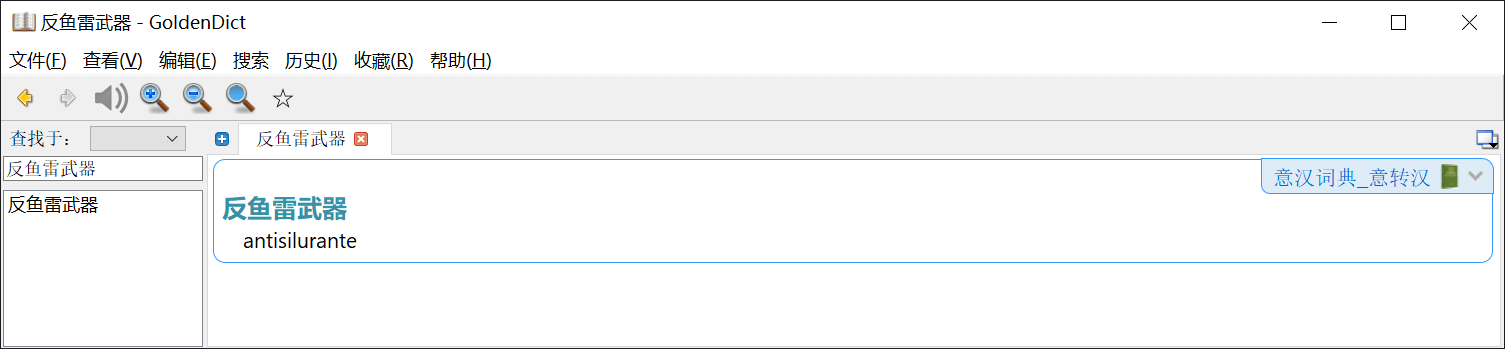 反鱼雷武器 - GoldenDict
文件(F) 查看(V) 编辑(E) 搜索 历史(I) 收藏(R) 帮助(H)
查找于:
反鱼雷武器
反鱼雷武器
反鱼雷武器
意汉词典_意转汉
反鱼雷武器
antisilurante